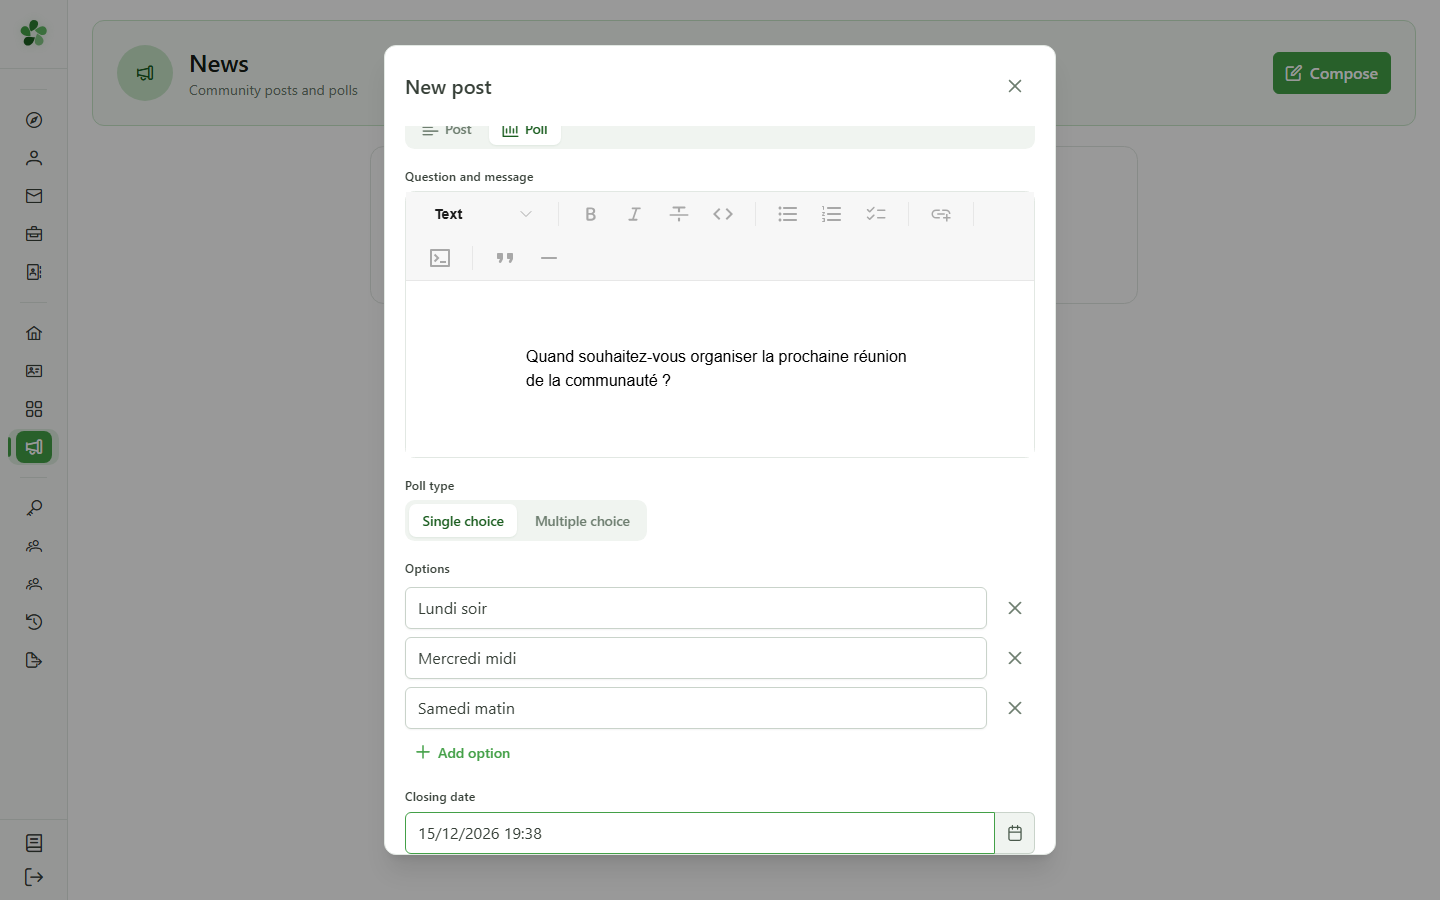 News
Community posts and polls
Compose
New post
Post
Poll
Question and message
Text
Quand souhaitez-vous organiser la prochaine réunion
de la communauté ?
Poll type
Single choice
Multiple choice
Options
Lundi soir
Mercredi midi
Samedi matin
Add option
Closing date
15/12/2026 19:38